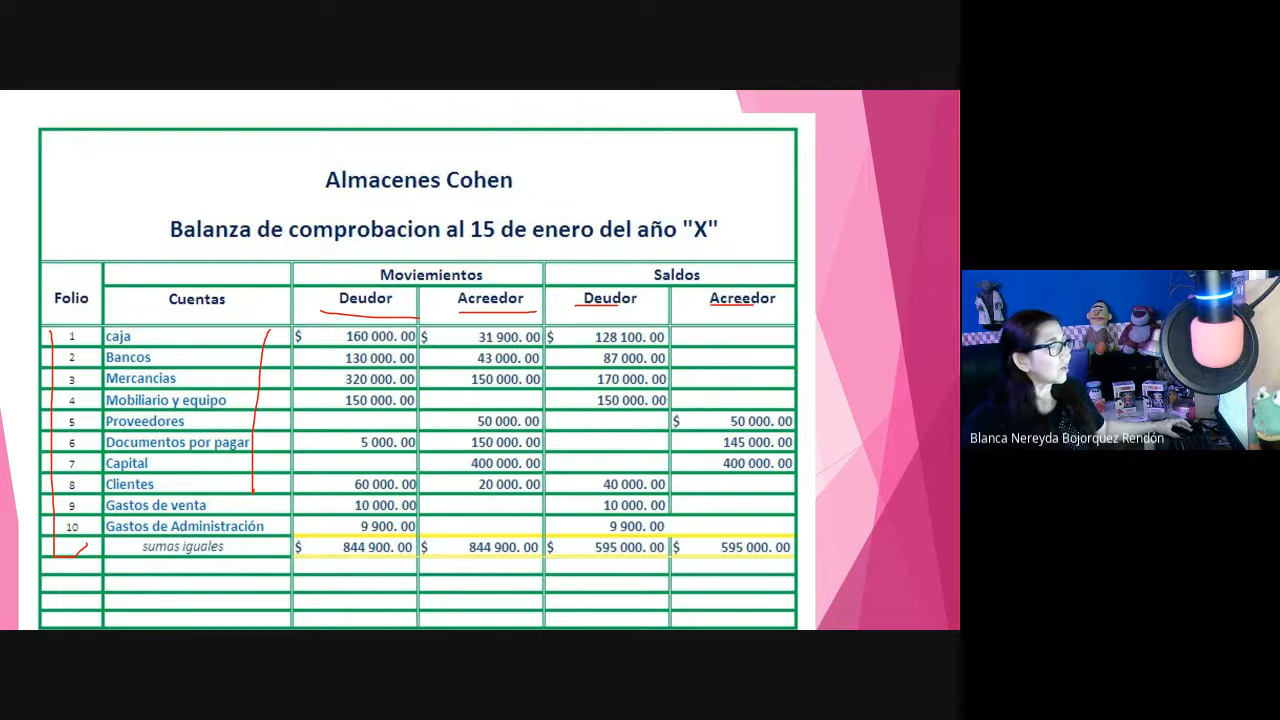 Almacenes Cohen
Balanza de comprobacion al 15 de enero del año "X"
Folio Cuentas Moviemientos Saldos
Deudor Acreedor Deudor Acreedor
1 caja $ 160 000. 00 $ 31 900. 00 $ 128 100. 00
2 Bancos 130 000. 00 43 000. 00 87 000. 00
3 Mercancias 320 000. 00 150 000. 00 170 000. 00
4 Mobiliario y equipo 150 000. 00 150 000. 00
5 Proveedores 50 000. 00 $ 50 000. 00
6 Documentos por pagar 5 000. 00 150 000. 00 145 000. 00
7 Capital 400 000. 00 400 000. 00
8 Clientes 60 000. 00 20 000. 00 40 000. 00
9 Gastos de venta 10 000. 00 10 000. 00
10 Gastos de Administración 9 900. 00 9 900. 00
sumas iguales $ 844 900. 00 $ 844 900. 00 $ 595 000. 00 $ 595 000. 00
Blanca Nereyda Bojorquez Rendón